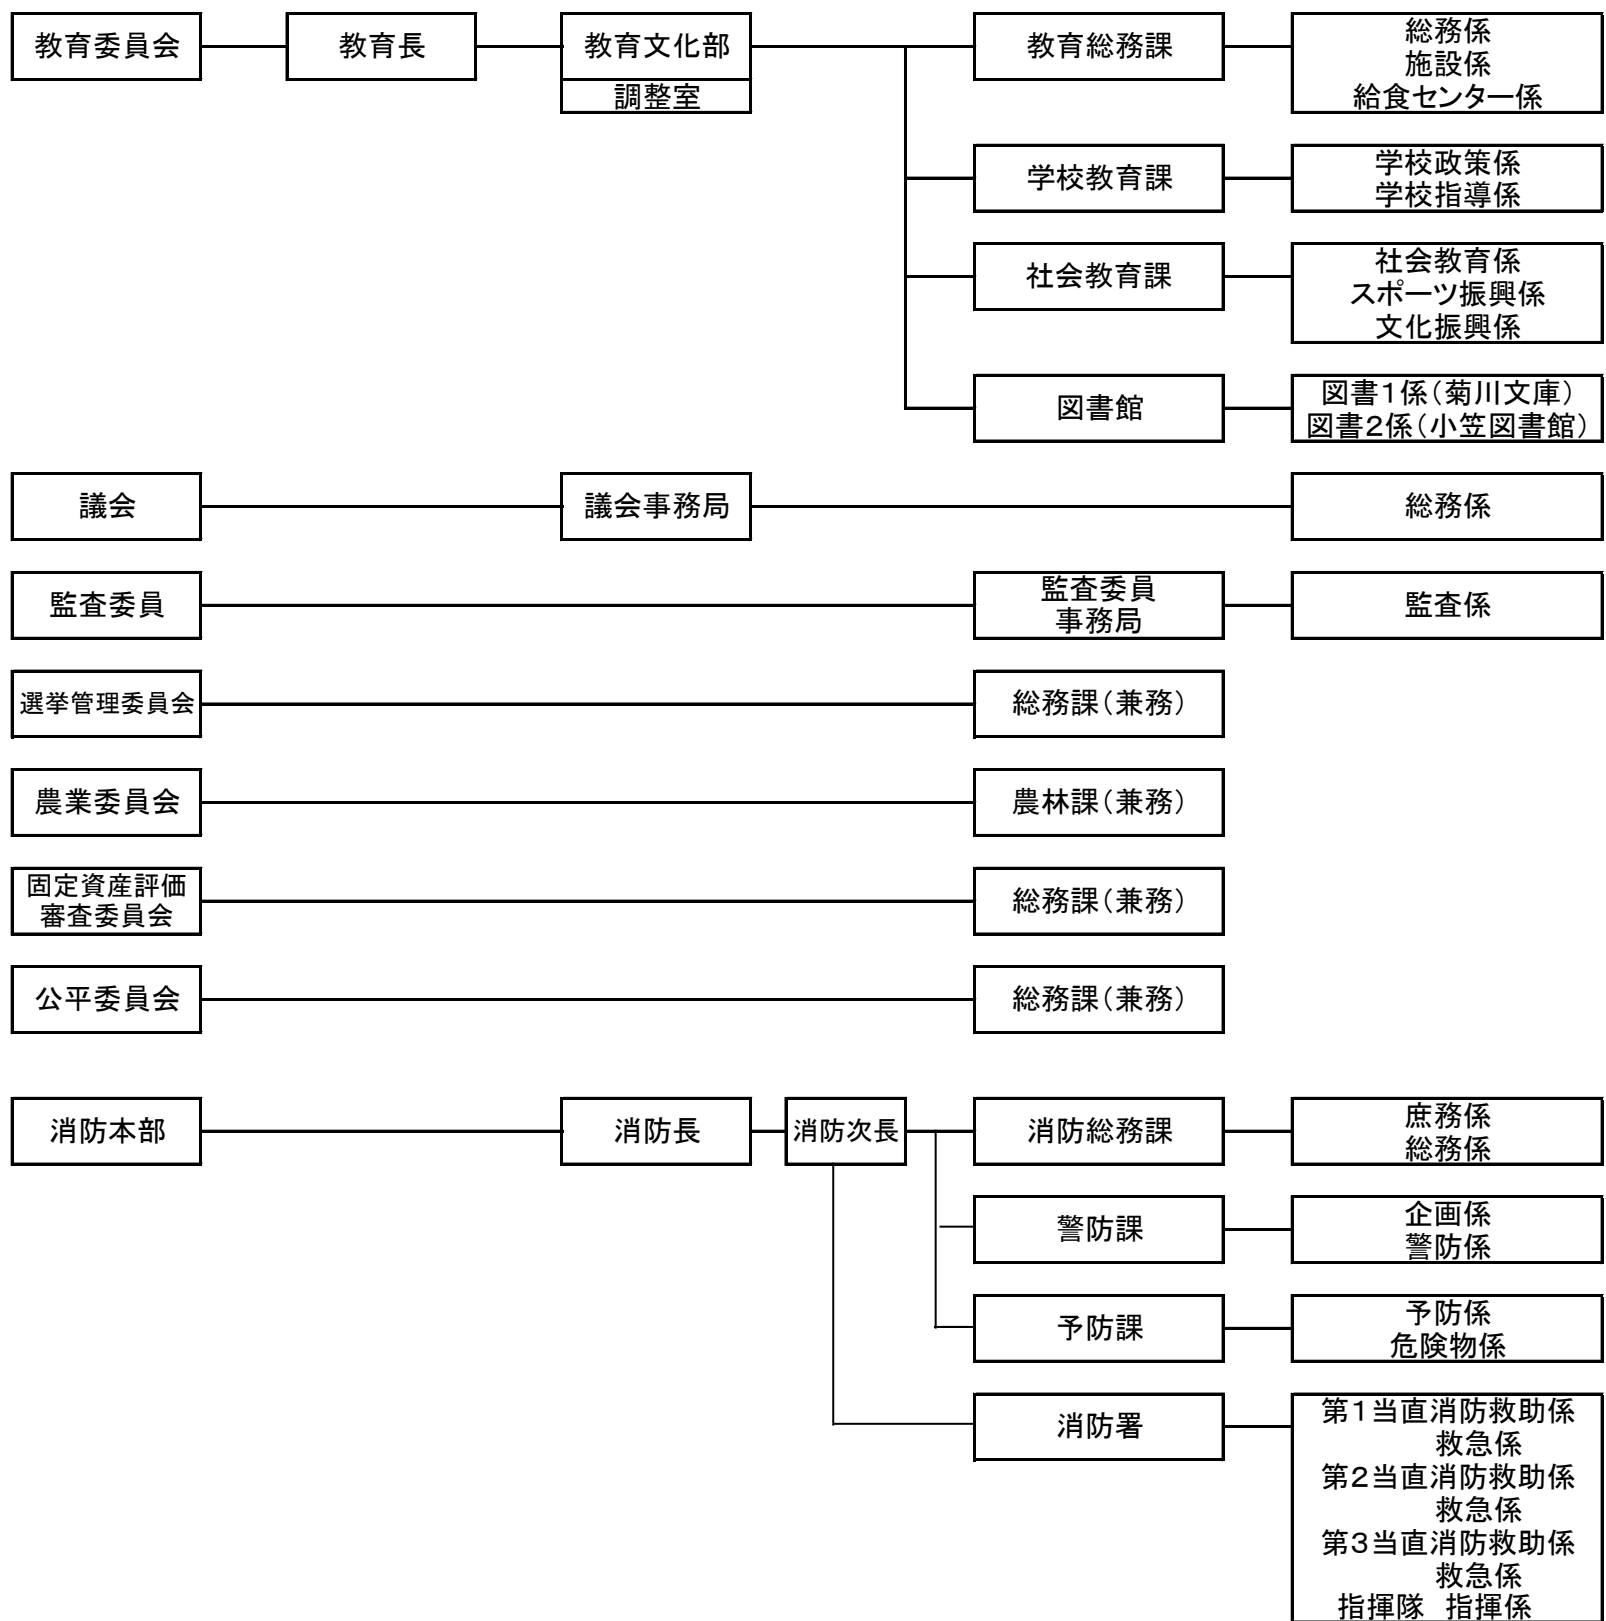 教育委員会
教育長
教育文化部
調整室
教育総務課
総務係
施設係
給食センター係
学校教育課
学校政策係
学校指導係
社会教育課
社会教育係
スポーツ振興係
文化振興係
図書館
図書1係(菊川文庫)
図書2係(小笠図書館)
議会
議会事務局
総務係
監査委員
監査委員
事務局
監査係
選挙管理委員会
総務課(兼務)
農業委員会
農林課(兼務)
固定資産評価
審査委員会
総務課(兼務)
公平委員会
総務課(兼務)
消防本部
消防長
消防次長
消防総務課
庶務係
総務係
警防課
企画係
警防係
予防課
予防係
危険物係
消防署
第1当直消防救助係
救急係
第2当直消防救助係
救急係
第3当直消防救助係
救急係
指揮隊 指揮係